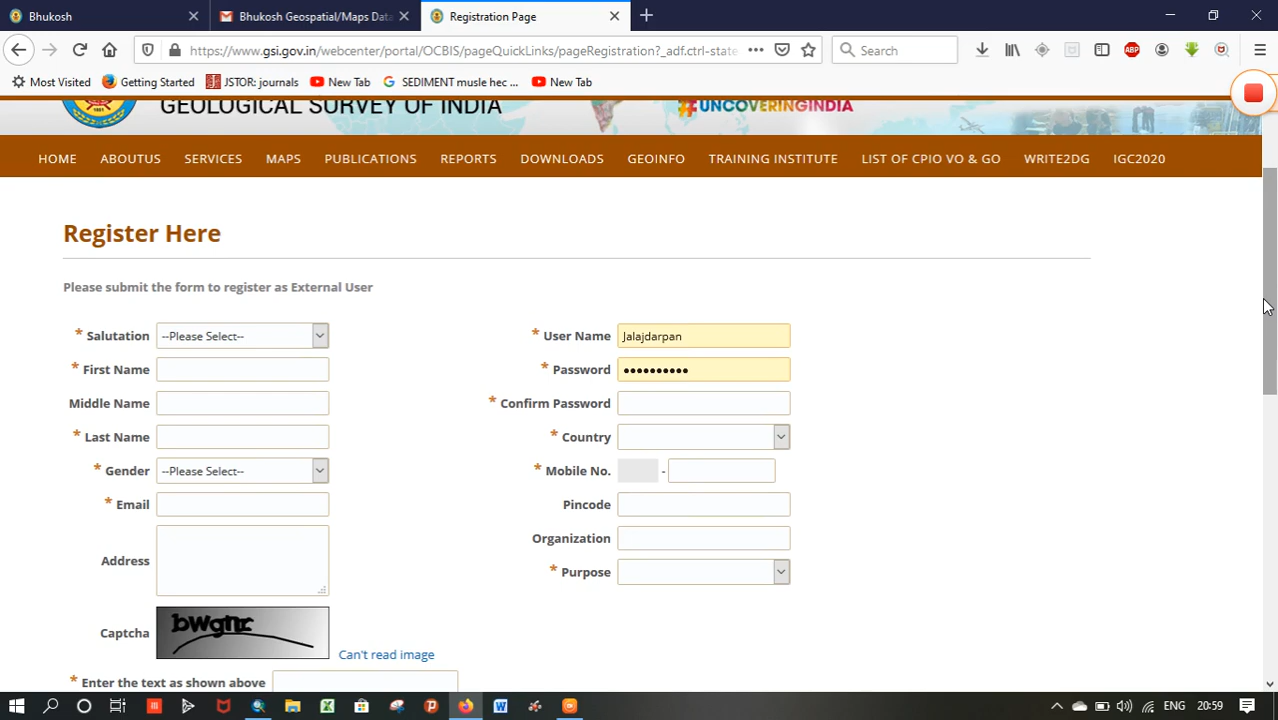 Bhukosh
Bhukosh Geospatial/Maps Data
Registration Page
https://www.gsi.gov.in/webcenter/portal/OCBIS/pageQuickLinks/pageRegistration?_adf.ctrl-state
Search
ABP
Most Visited
Getting Started
JSTOR: journals
New Tab
SEDIMENT musle hec ...
New Tab
GEOLOGICAL SURVEY OF INDIA
#UNCOVERINGINDIA
HOME
ABOUTUS
SERVICES
MAPS
PUBLICATIONS
REPORTS
DOWNLOADS
GEOINFO
TRAINING INSTITUTE
LIST OF CPIO VO & GO
WRITE2DG
IGC2020
Register Here
Please submit the form to register as External User
* Salutation --Please Select--
* First Name
Middle Name
* Last Name
* Gender --Please Select--
* Email
Address
Captcha
Can't read image
* Enter the text as shown above
* User Name Jalajdarpan
* Password ••••••••••
* Confirm Password
* Country
* Mobile No. -
Pincode
Organization
* Purpose
ENG
20:59